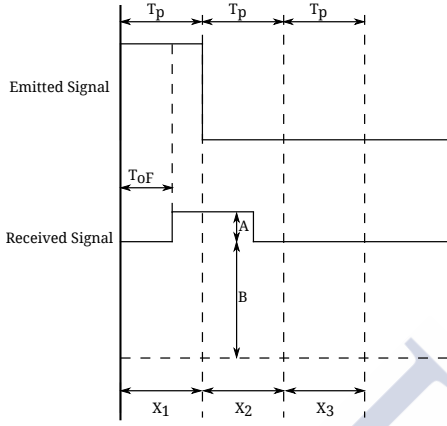 Tp Tp Tp
Emitted Signal
ToF
Received Signal
A
B
X1 X2 X3